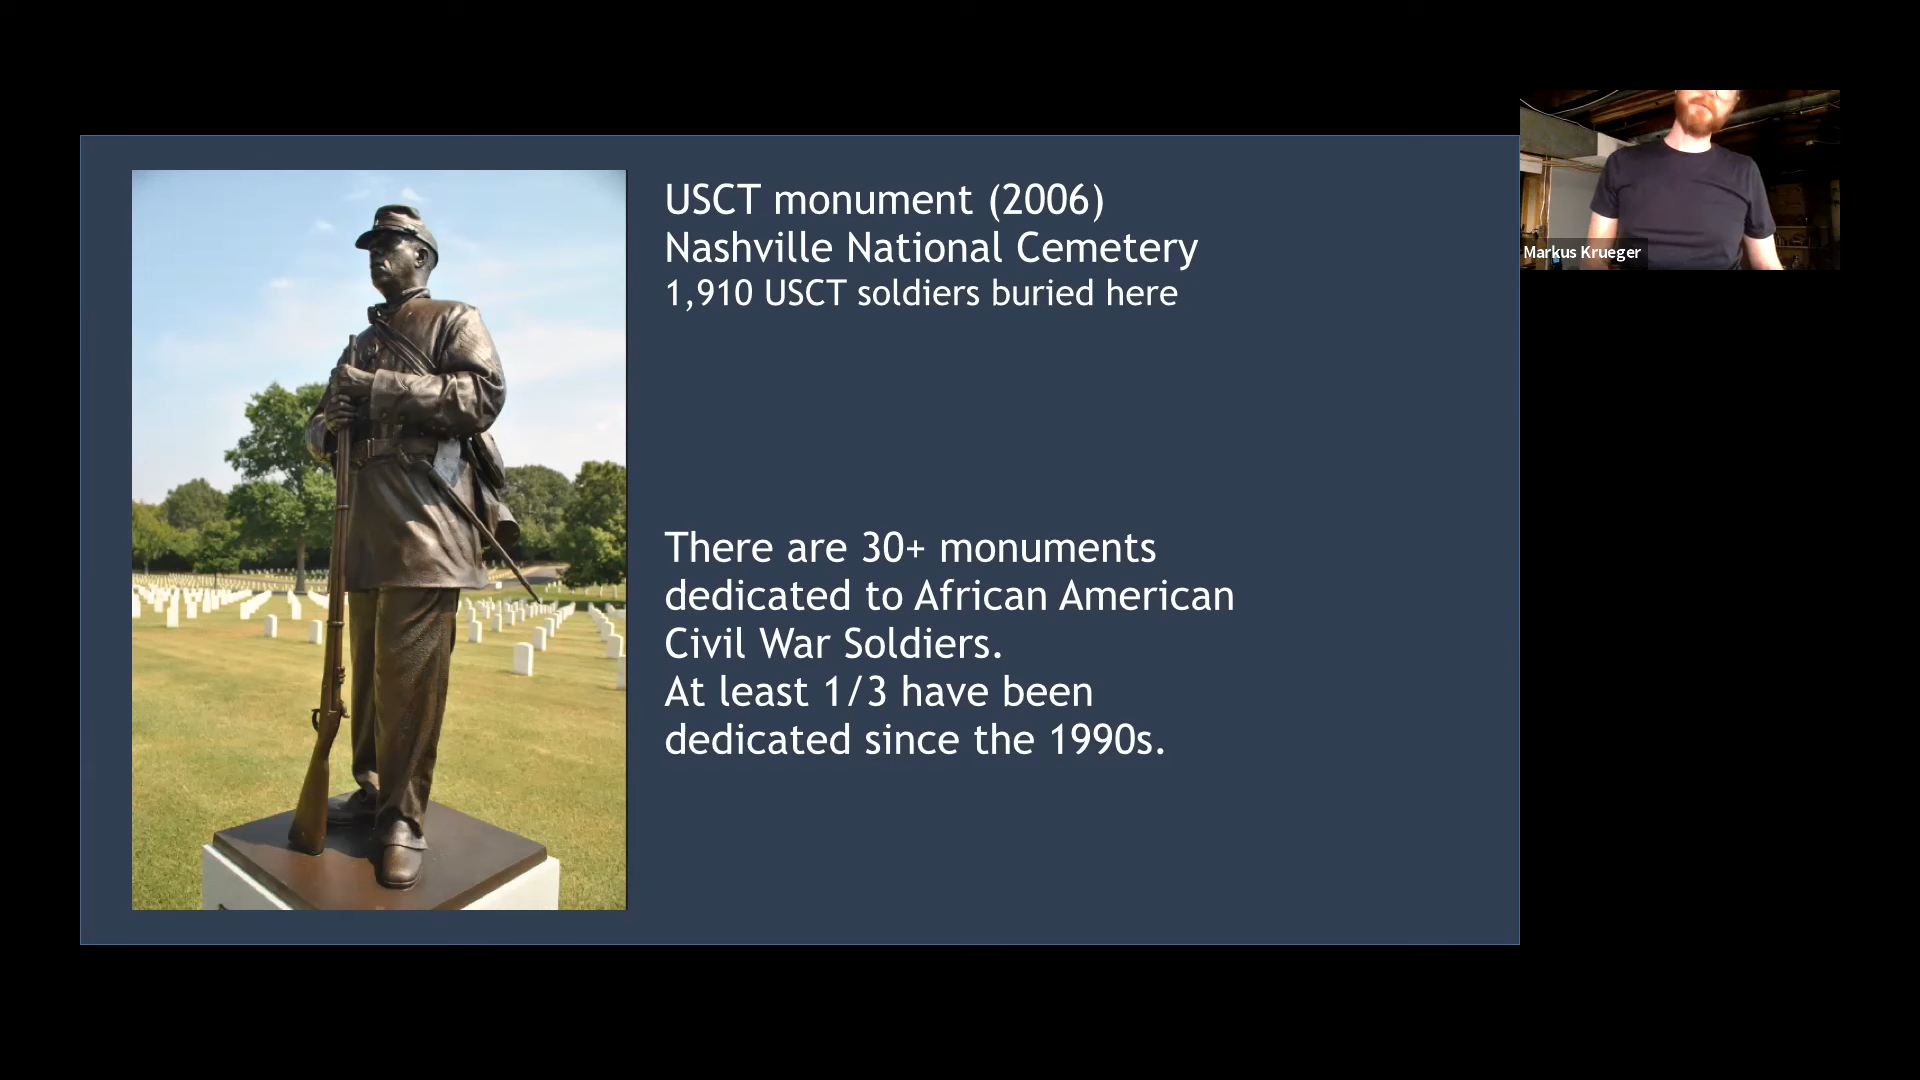 USCT monument (2006)
Nashville National Cemetery
1,910 USCT soldiers buried here
There are 30+ monuments
dedicated to African American
Civil War Soldiers.
At least 1/3 have been
dedicated since the 1990s.
Markus Krueger